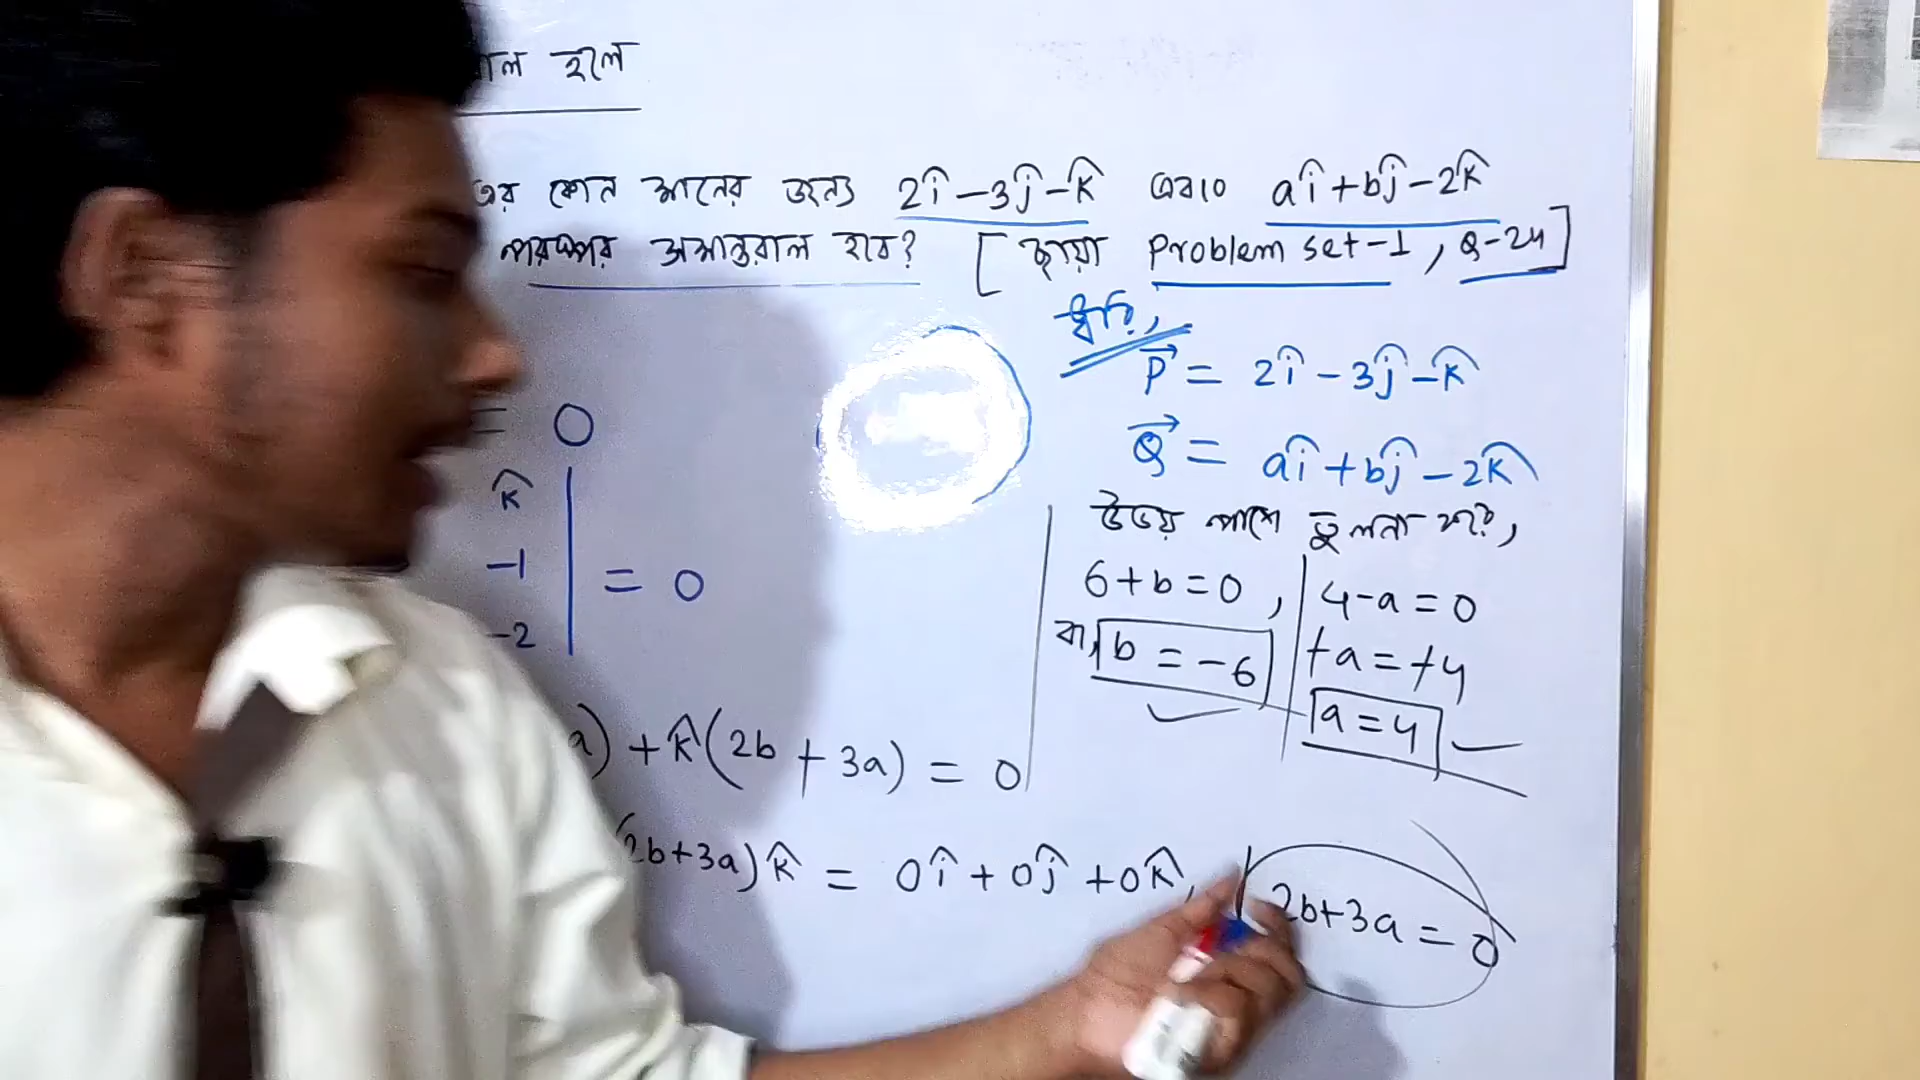 হলে
এর কোন মানের জন্য 2î - 3ĵ - k̂ এবং aî + bĵ - 2k̂
পরস্পর সমান্তরাল হবে? [ ছায়া Problem set-1, Q-24 ]
ধরি,
P⃗ = 2î - 3ĵ - k̂
Q⃗ = aî + bĵ - 2k̂
= 0
k̂
-1
-2
= 0
উভয় পাশে তুলনা করে,
6+b=0, 4-a=0
বা, b = -6 +a=+4
a=4
a) + k̂(2b + 3a) = 0
(2b+3a)k̂ = 0î + 0ĵ + 0k̂,
2b+3a = 0